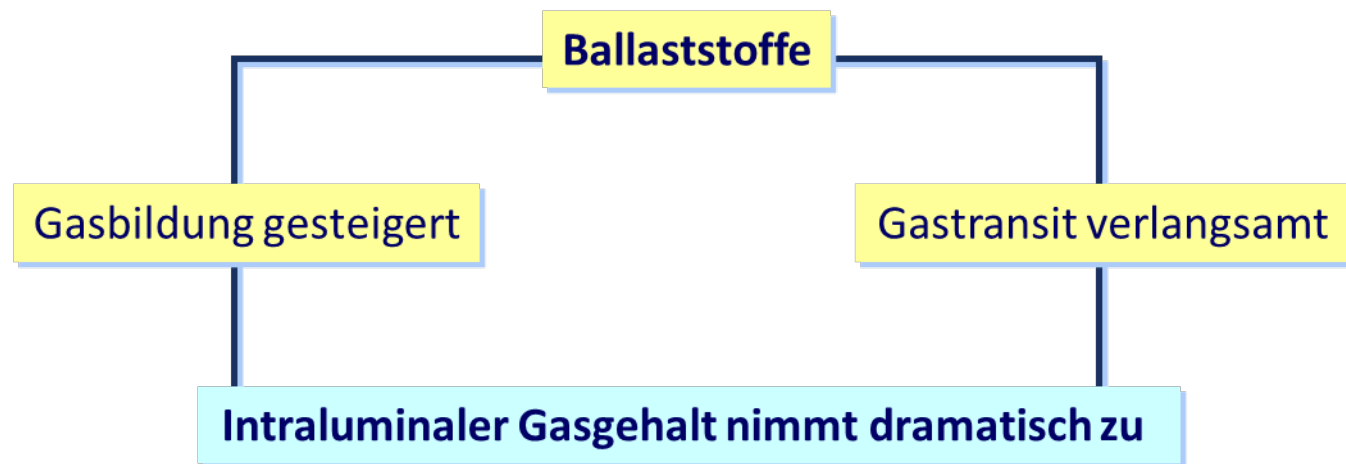 Ballaststoffe
Gasbildung gesteigert
Gastransit verlangsamt
Intraluminaler Gasgehalt nimmt dramatisch zu